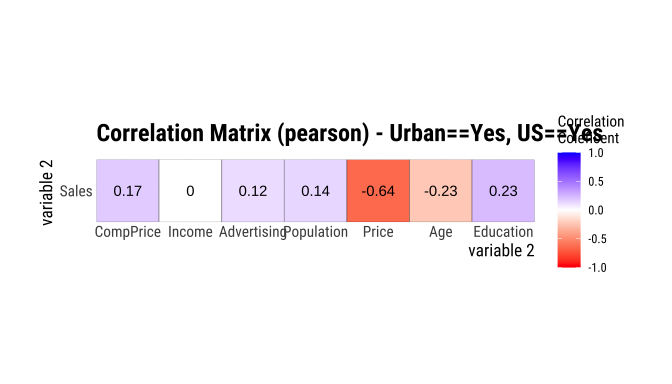 Correlation Matrix (pearson) - Urban==Yes, US==Yes
Correlation
1.0
0.5
0.0
-0.5
-1.0
variable 2
Sales
0.17 0 0.12 0.14 -0.64 -0.23 0.23
CompPrice Income Advertising Population Price Age Education
variable 2